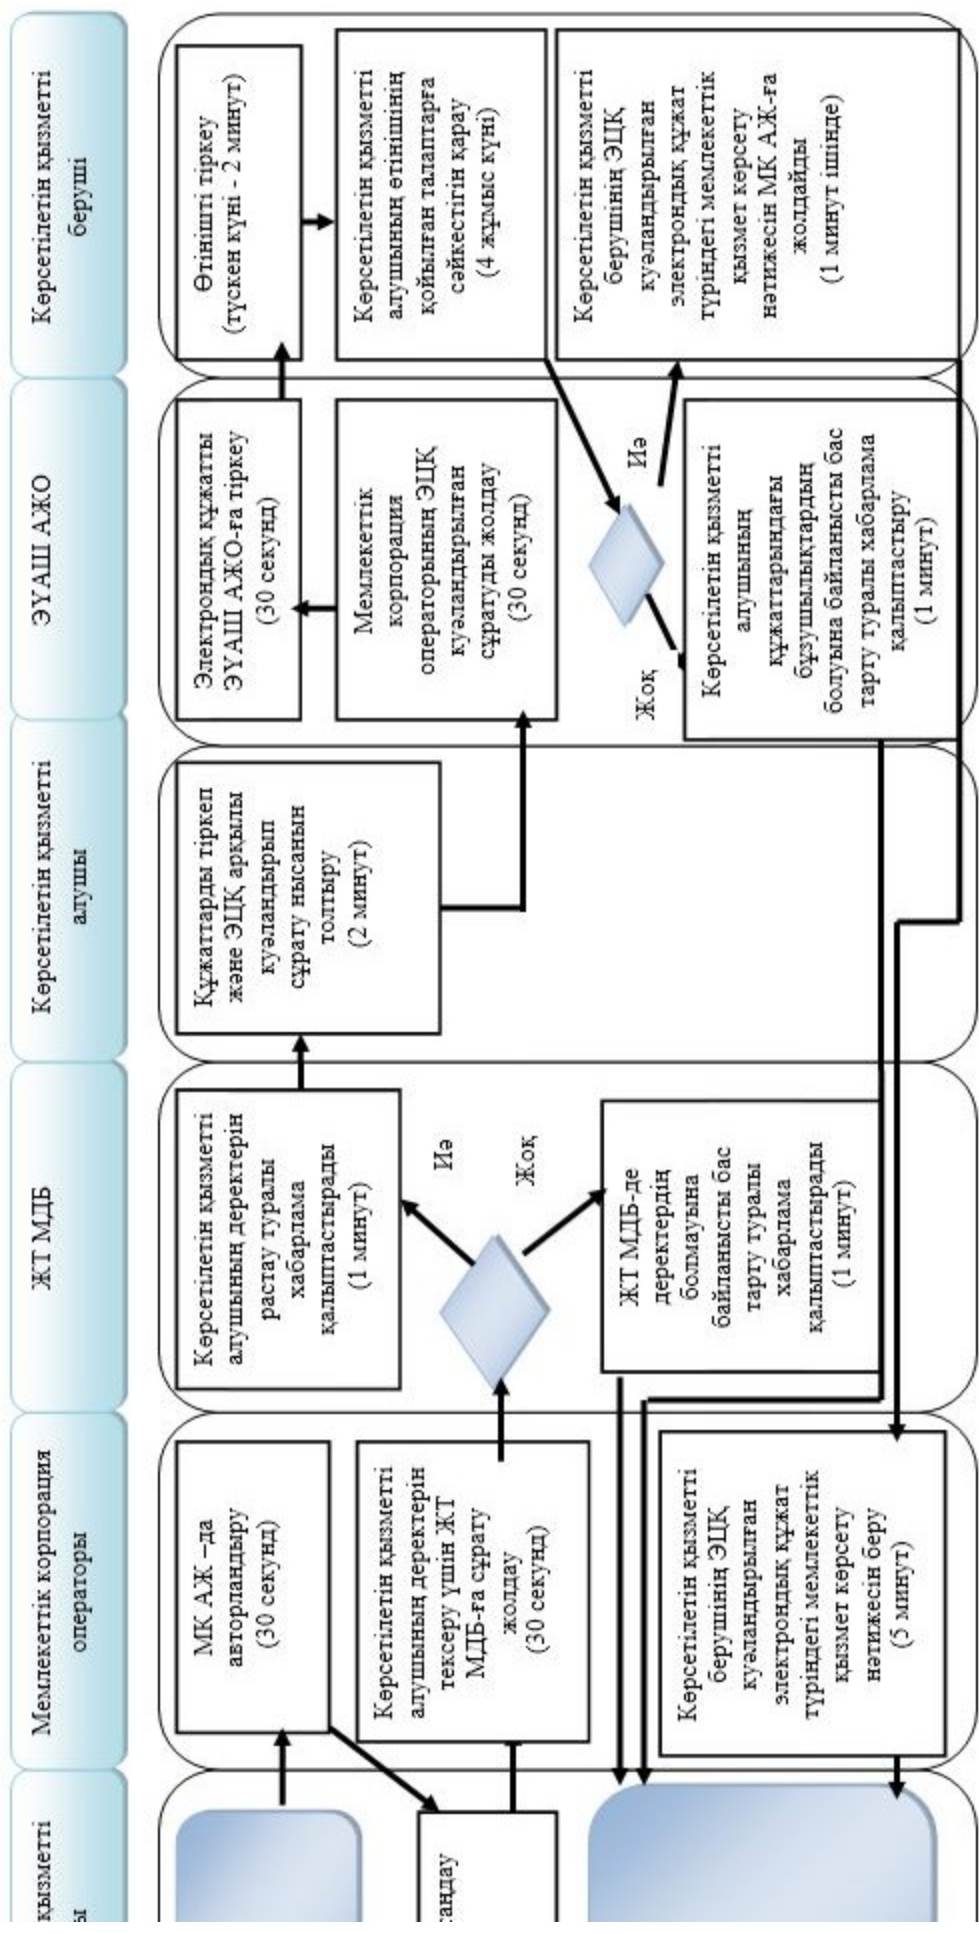 қызметті
Мемлекеттік корпорация
операторы
ЖТ МДБ
Көрсетілетін қызметті
алушы
ЭҮАШ АЖО
Көрсетілетін қызметті
беруші
МК АЖ –да
авторландыру
(30 секунд)
Көрсетілетін қызметті
алушының деректерін
тексеру үшін ЖТ
МДБ-ға сұрату
жолдау
(30 секунд)
Көрсетілетін қызметті
берушінің ЭЦҚ
куәландырылған
электрондық құжат
түріндегі мемлекеттік
қызмет көрсету
нәтижесін беру
(5 минут)
Көрсетілетін қызметті
алушының деректерін
растау туралы
хабарлама
қалыптастырады
(1 минут)
Иә
Жоқ
ЖТ МДБ-де
деректердің
болмауына
байланысты бас
тарту туралы
хабарлама
қалыптастырады
(1 минут)
Құжаттарды тіркеп
және ЭЦҚ арқылы
куәландырып
сұрату нысанын
толтыру
(2 минут)
Электрондық құжатты
ЭҮАШ АЖО-ға тіркеу
(30 секунд)
Мемлекеттік
корпорация
операторының ЭЦҚ
куәландырылған
сұратуды жолдау
(30 секунд)
Жоқ
Иә
Көрсетілетін қызметті
алушының
құжаттарындағы
бұзушылықтардың
болуына байланысты бас
тарту туралы хабарлама
қалыптастыру
(1 минут)
Өтінішті тіркеу
(түскен күні - 2 минут)
Көрсетілетін қызметті
алушының өтінішінің
қойылған талаптарға
сәйкестігін қарау
(4 жұмыс күні)
Көрсетілетін қызметті
берушінің ЭЦҚ
куәландырылған
электрондық құжат
түріндегі мемлекеттік
қызмет көрсету
нәтижесін МК АЖ-ға
жолдайды
(1 минут ішінде)